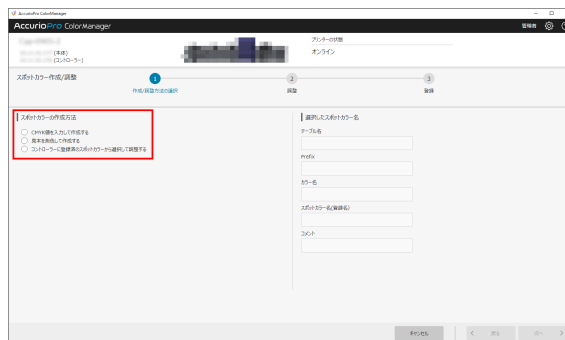 AccurioPro ColorManager
AccurioPro ColorManager
管理者
(本体)
(コントローラー)
プリンターの状態
オンライン
スポットカラー作成/調整
1
2
3
作成/調整方法の選択
調整
登録
スポットカラーの作成方法
CMYK値を入力して作成する
見本を測色して作成する
コントローラーに登録済のスポットカラーから選択して調整する
選択したスポットカラー名
テーブル名
Prefix
カラー名
スポットカラー名(登録名)
コメント
キャンセル
戻る
次へ